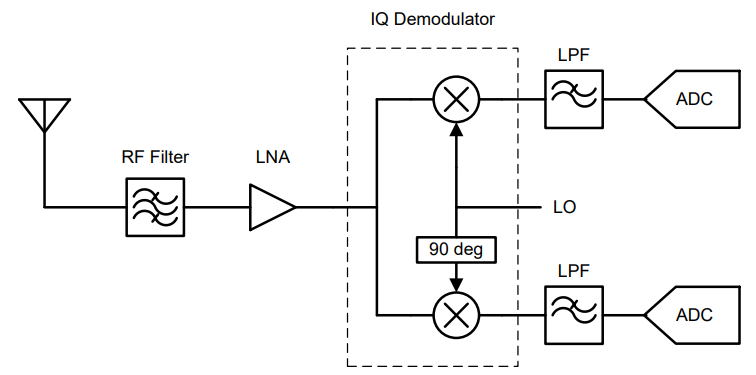 IQ Demodulator
LPF
ADC
RF Filter
LNA
LO
90 deg
LPF
ADC